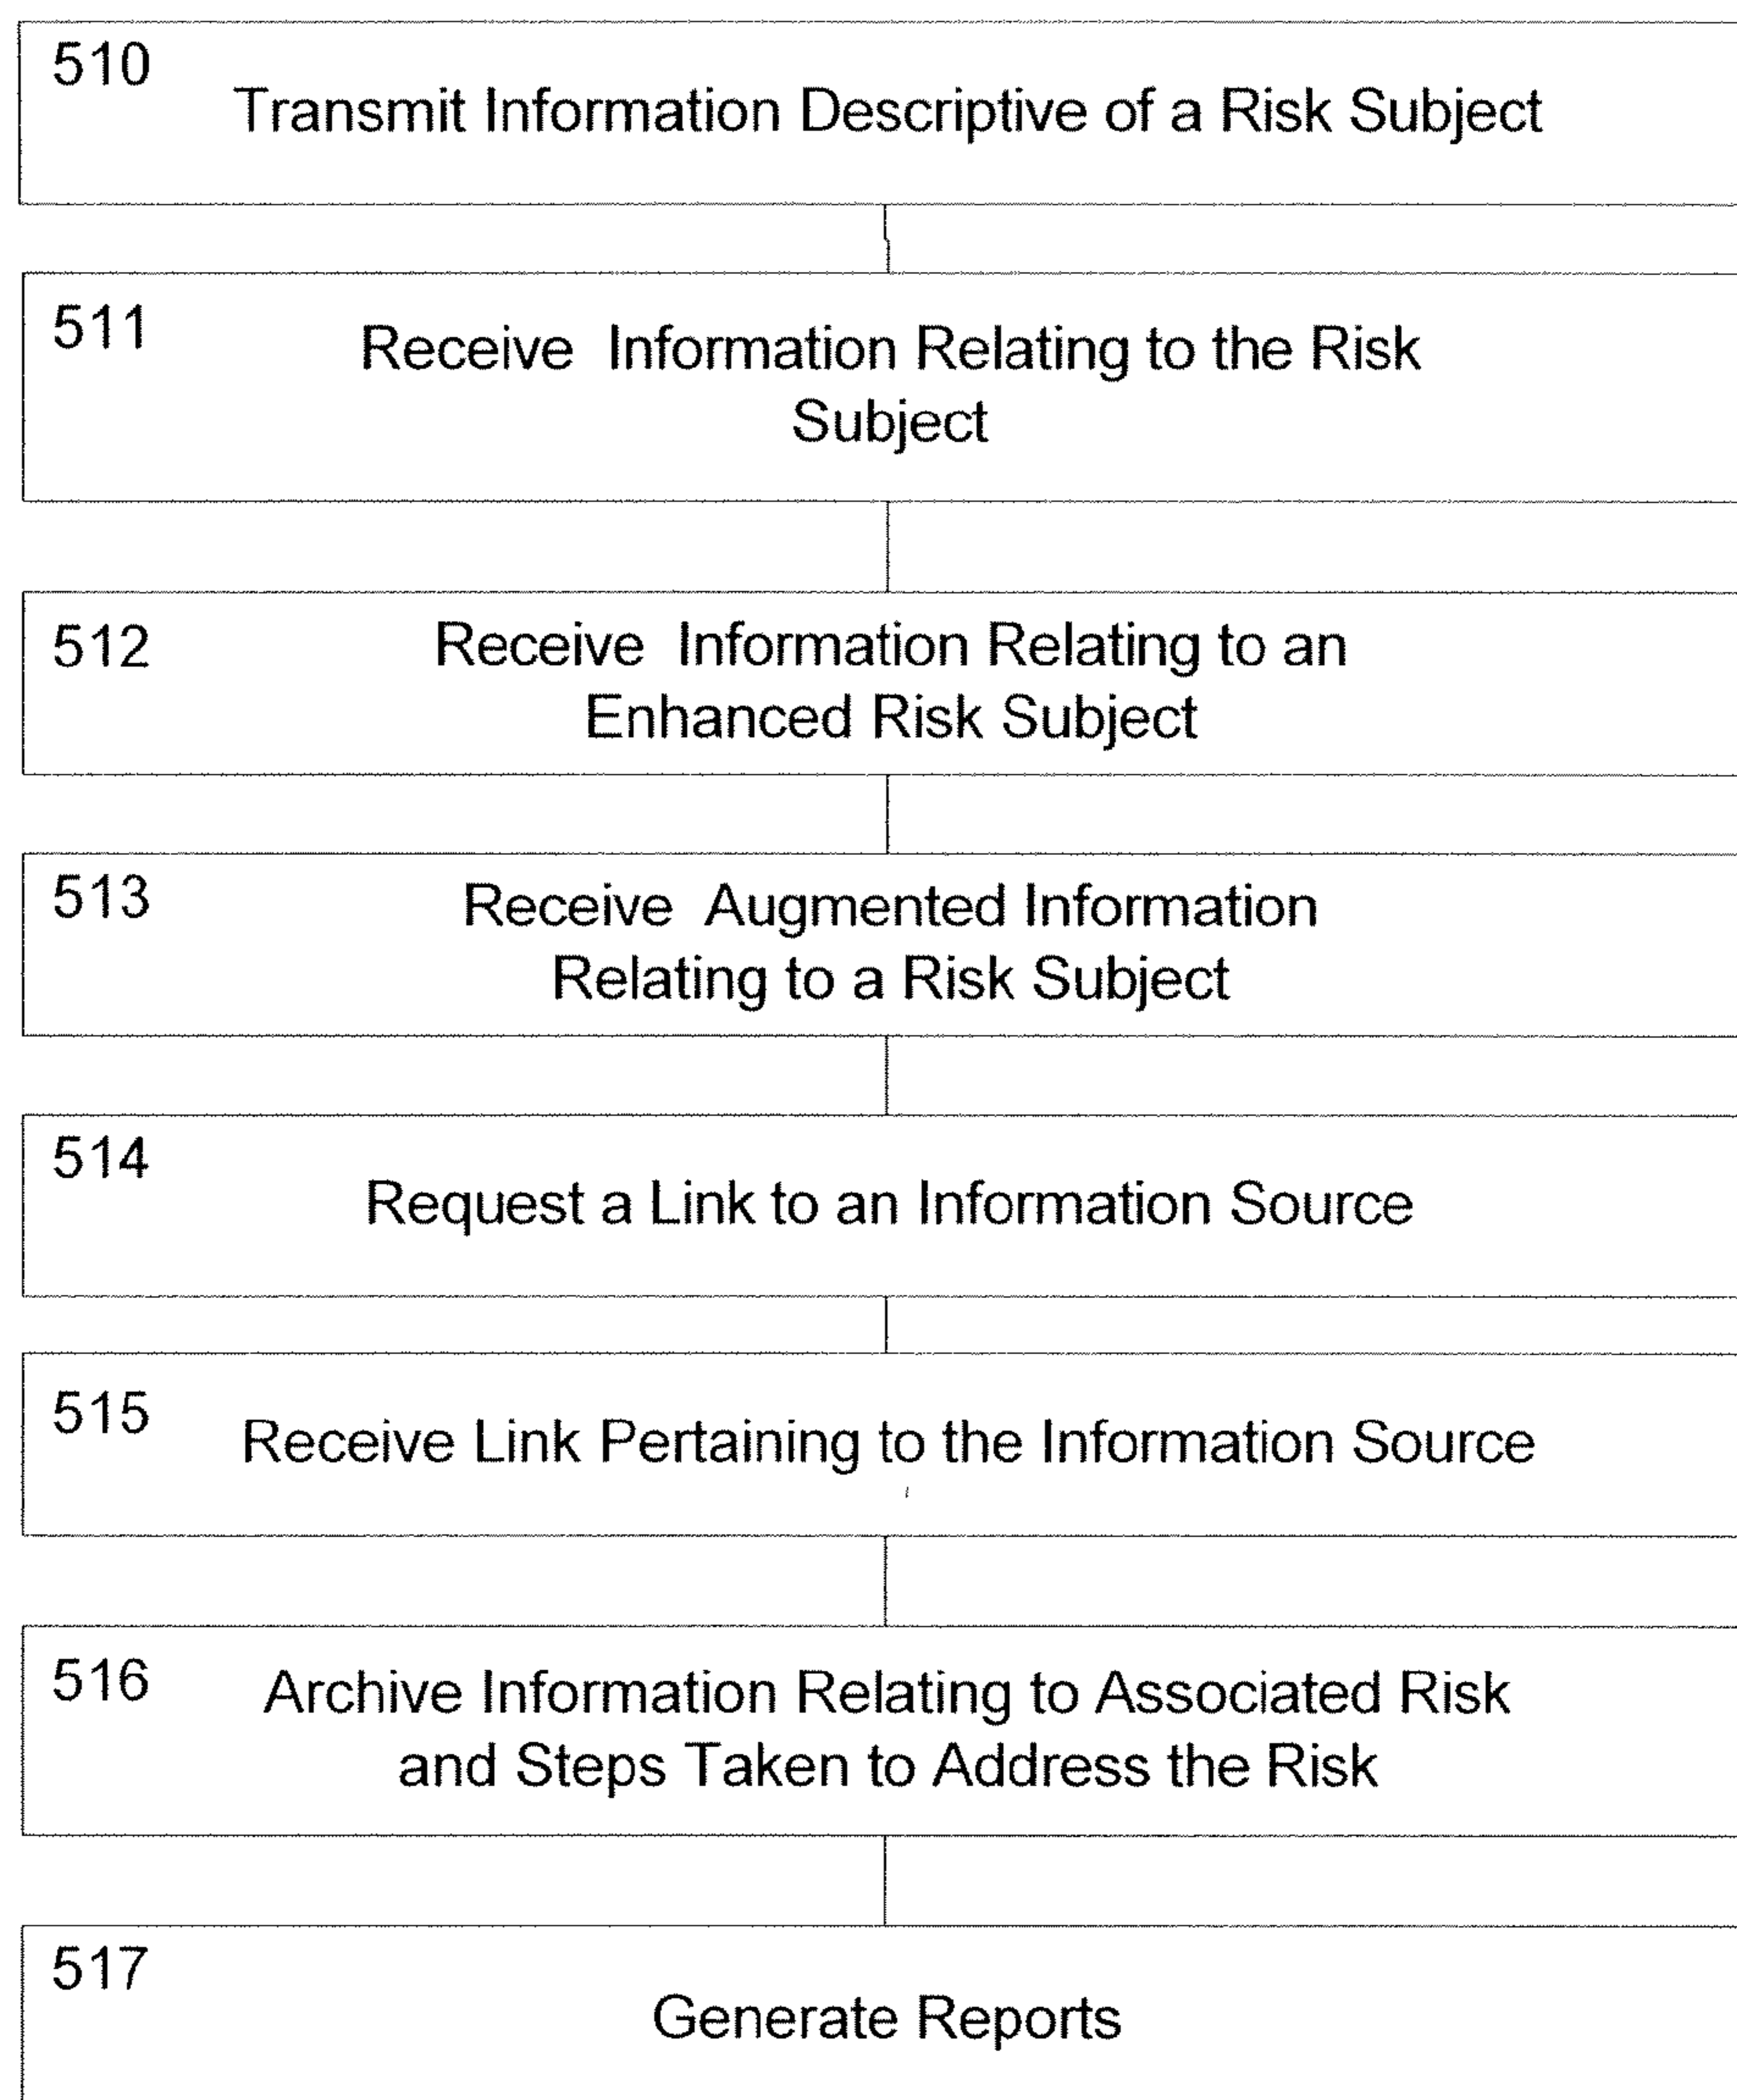 510
Transmit Information Descriptive of a Risk Subject
511
Receive Information Relating to the Risk
Subject
512
Receive Information Relating to an
Enhanced Risk Subject
513
Receive Augmented Information
Relating to a Risk Subject
514
Request a Link to an Information Source
515
Receive Link Pertaining to the Information Source
516
Archive Information Relating to Associated Risk
and Steps Taken to Address the Risk
517
Generate Reports